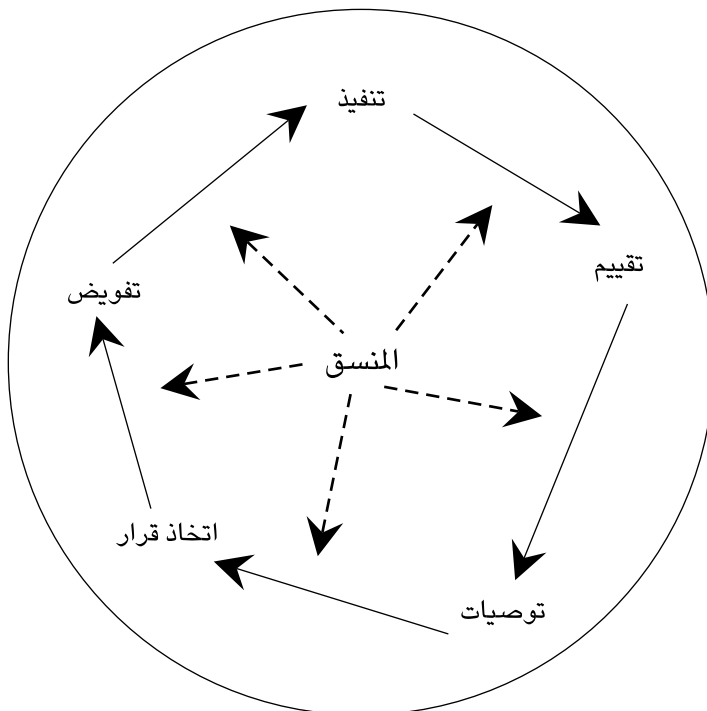 تنفيذ
تقييم
تفويض
المنسق
اتخاذ قرار
توصيات